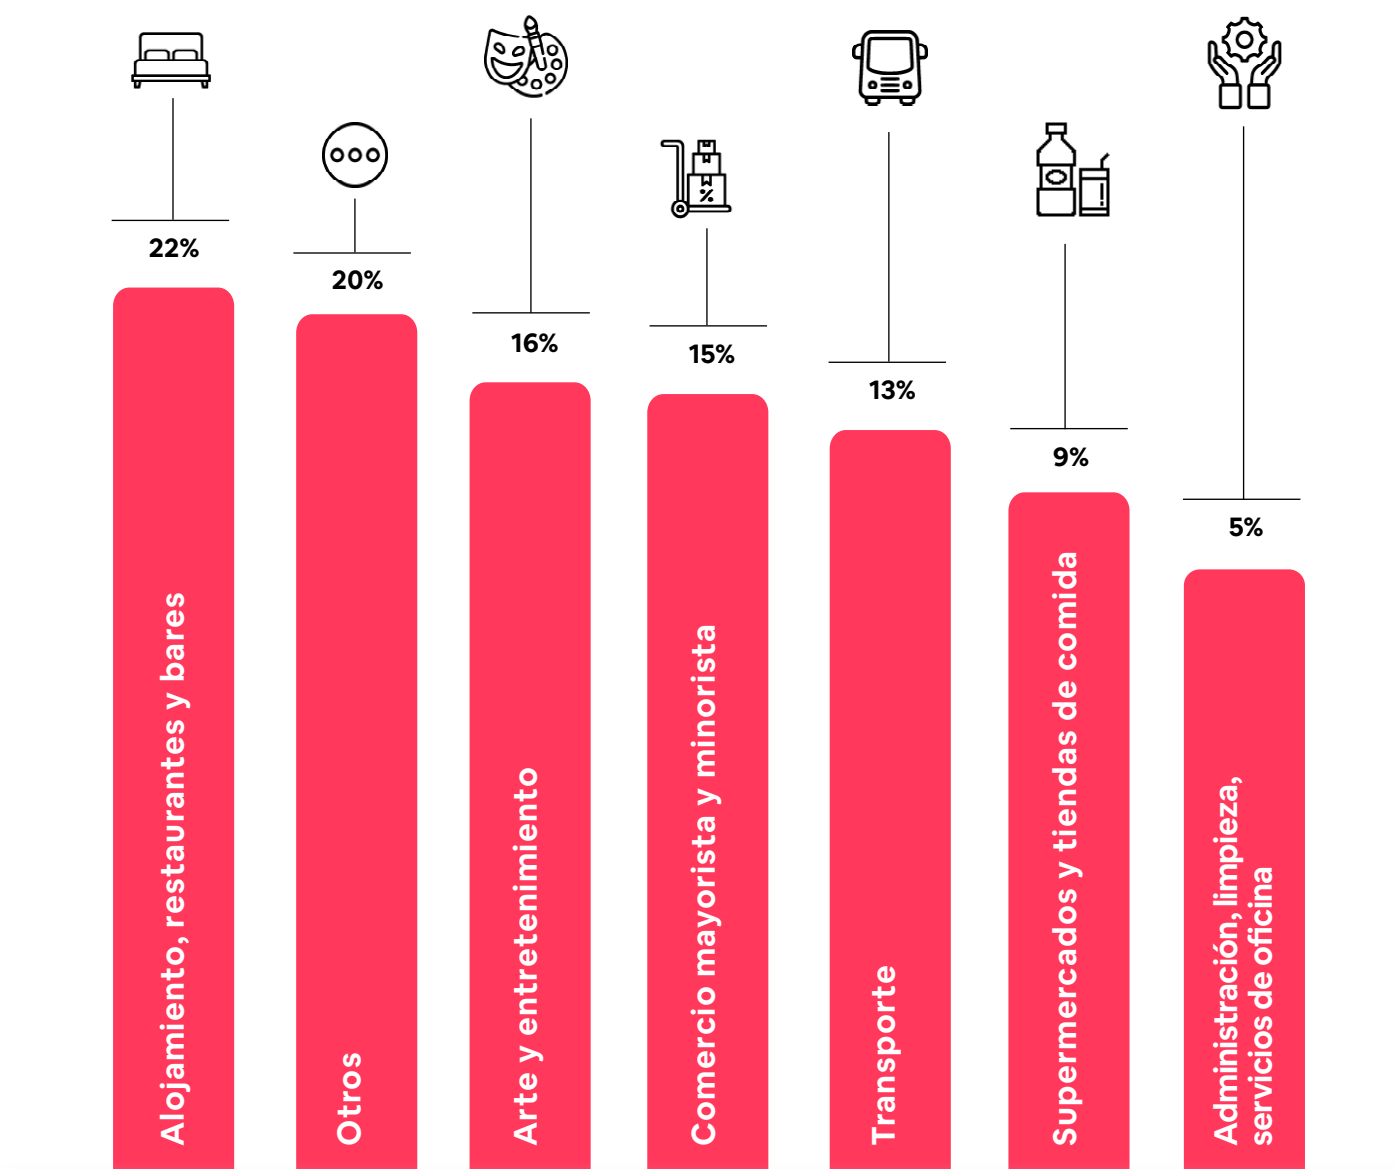 22%
Alojamiento, restaurantes y bares
20%
Otros
16%
Arte y entretenimiento
15%
Comercio mayorista y minorista
13%
Transporte
9%
Supermercados y tiendas de comida
5%
Administración, limpieza,
servicios de oficina